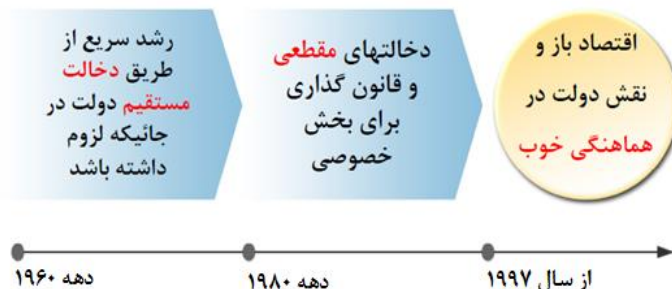 رشد سریع از
طریق دخالت
مستقیم دولت در
جائیکه لزوم
داشته باشد
دخالتهای مقطعی
و قانون گذاری
برای بخش
خصوصی
اقتصاد باز و
نقش دولت در
هماهنگی خوب
دهه ۱۹۶۰
دهه ۱۹۸۰
از سال ۱۹۹۷